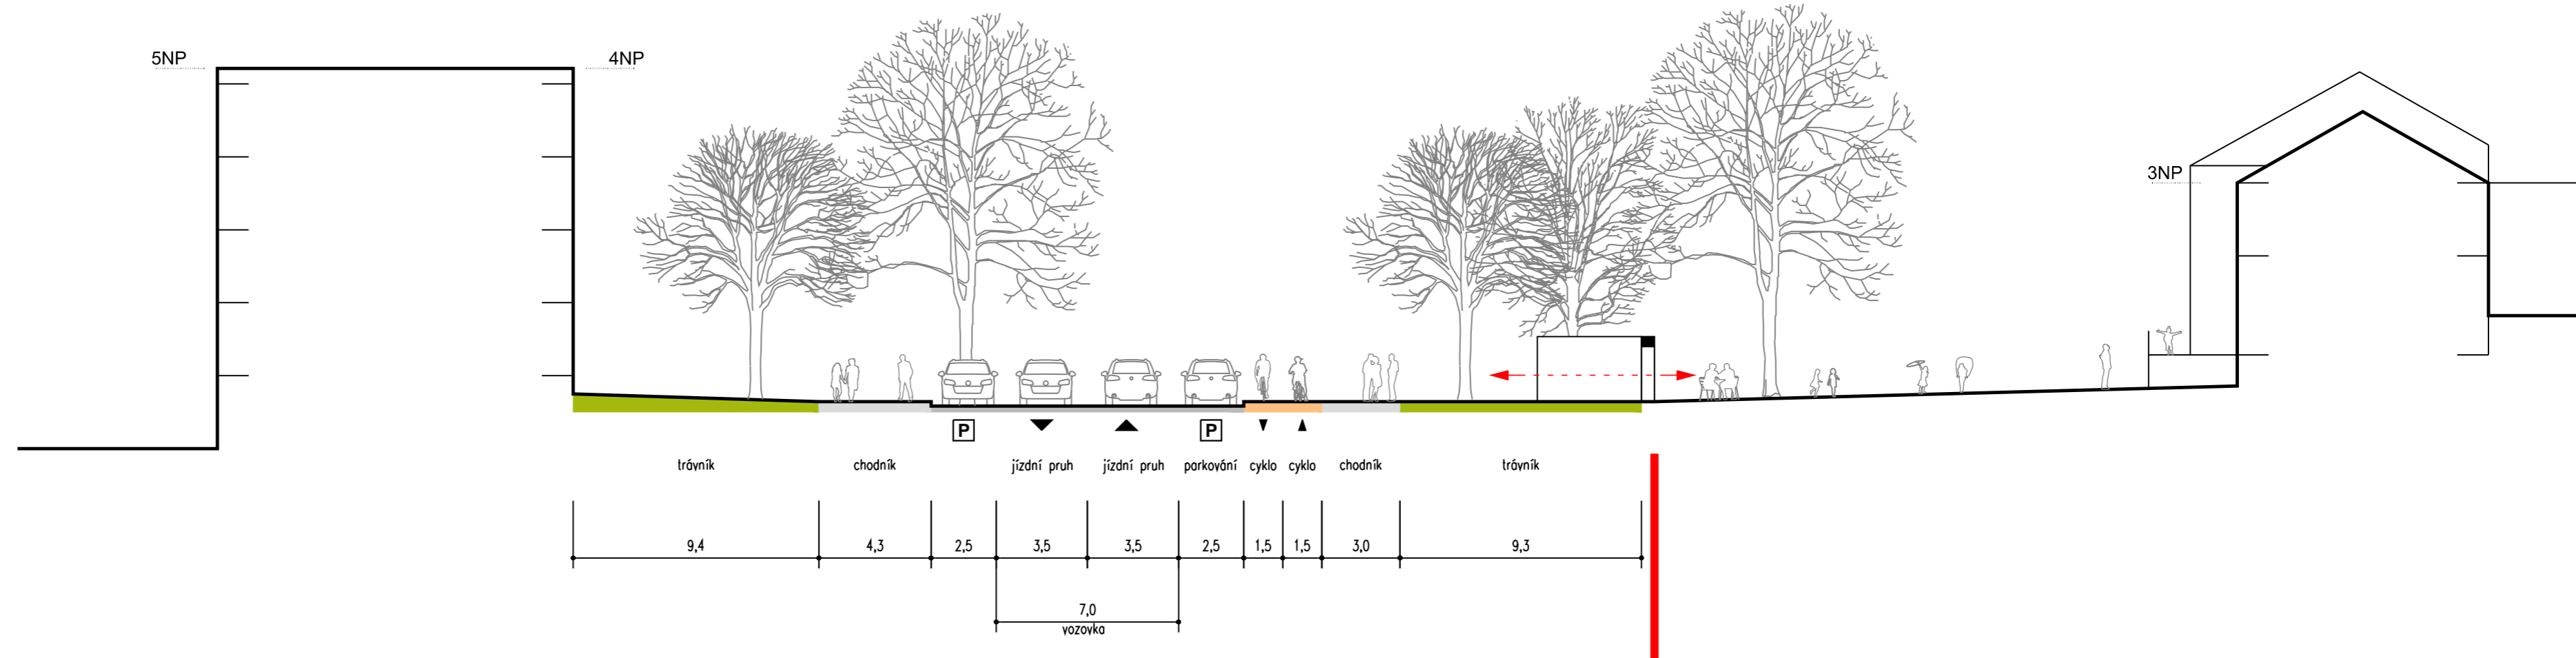 5NP
4NP
3NP
P
P
trávník
chodník
jízdní pruh
jízdní pruh
parkování
cyklo
cyklo
chodník
trávník
9,4
4,3
2,5
3,5
3,5
2,5
1,5
1,5
3,0
9,3
7,0
vozovka